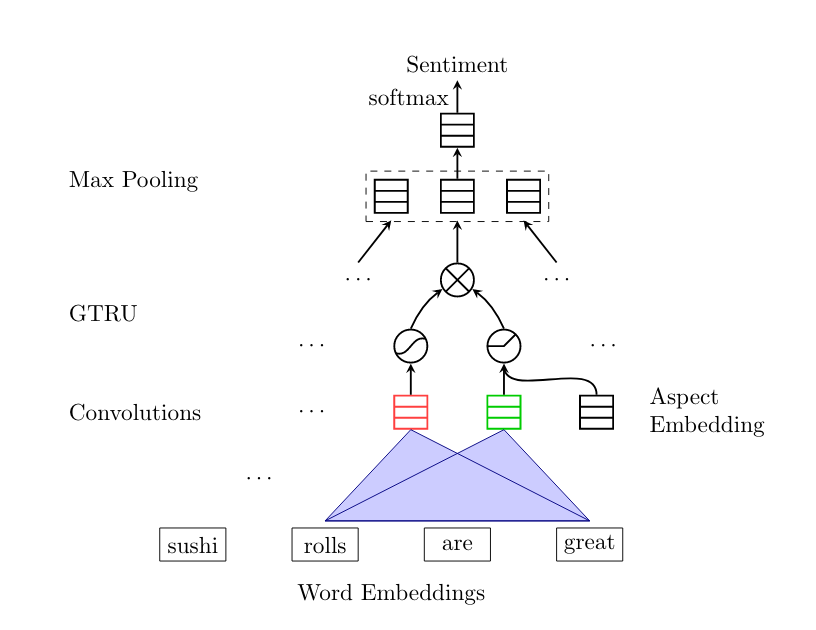 Sentiment
softmax
Max Pooling
... ...
GTRU
... ...
Convolutions
...
Aspect
Embedding
...
sushi rolls are great
Word Embeddings